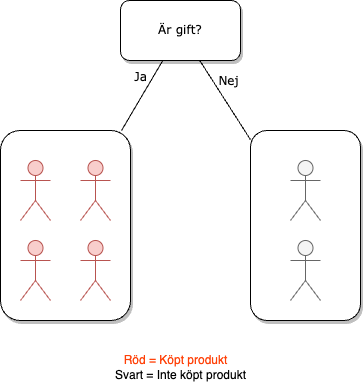 Är gift?
Ja
Nej
Röd = Köpt produkt
Svart = Inte köpt produkt